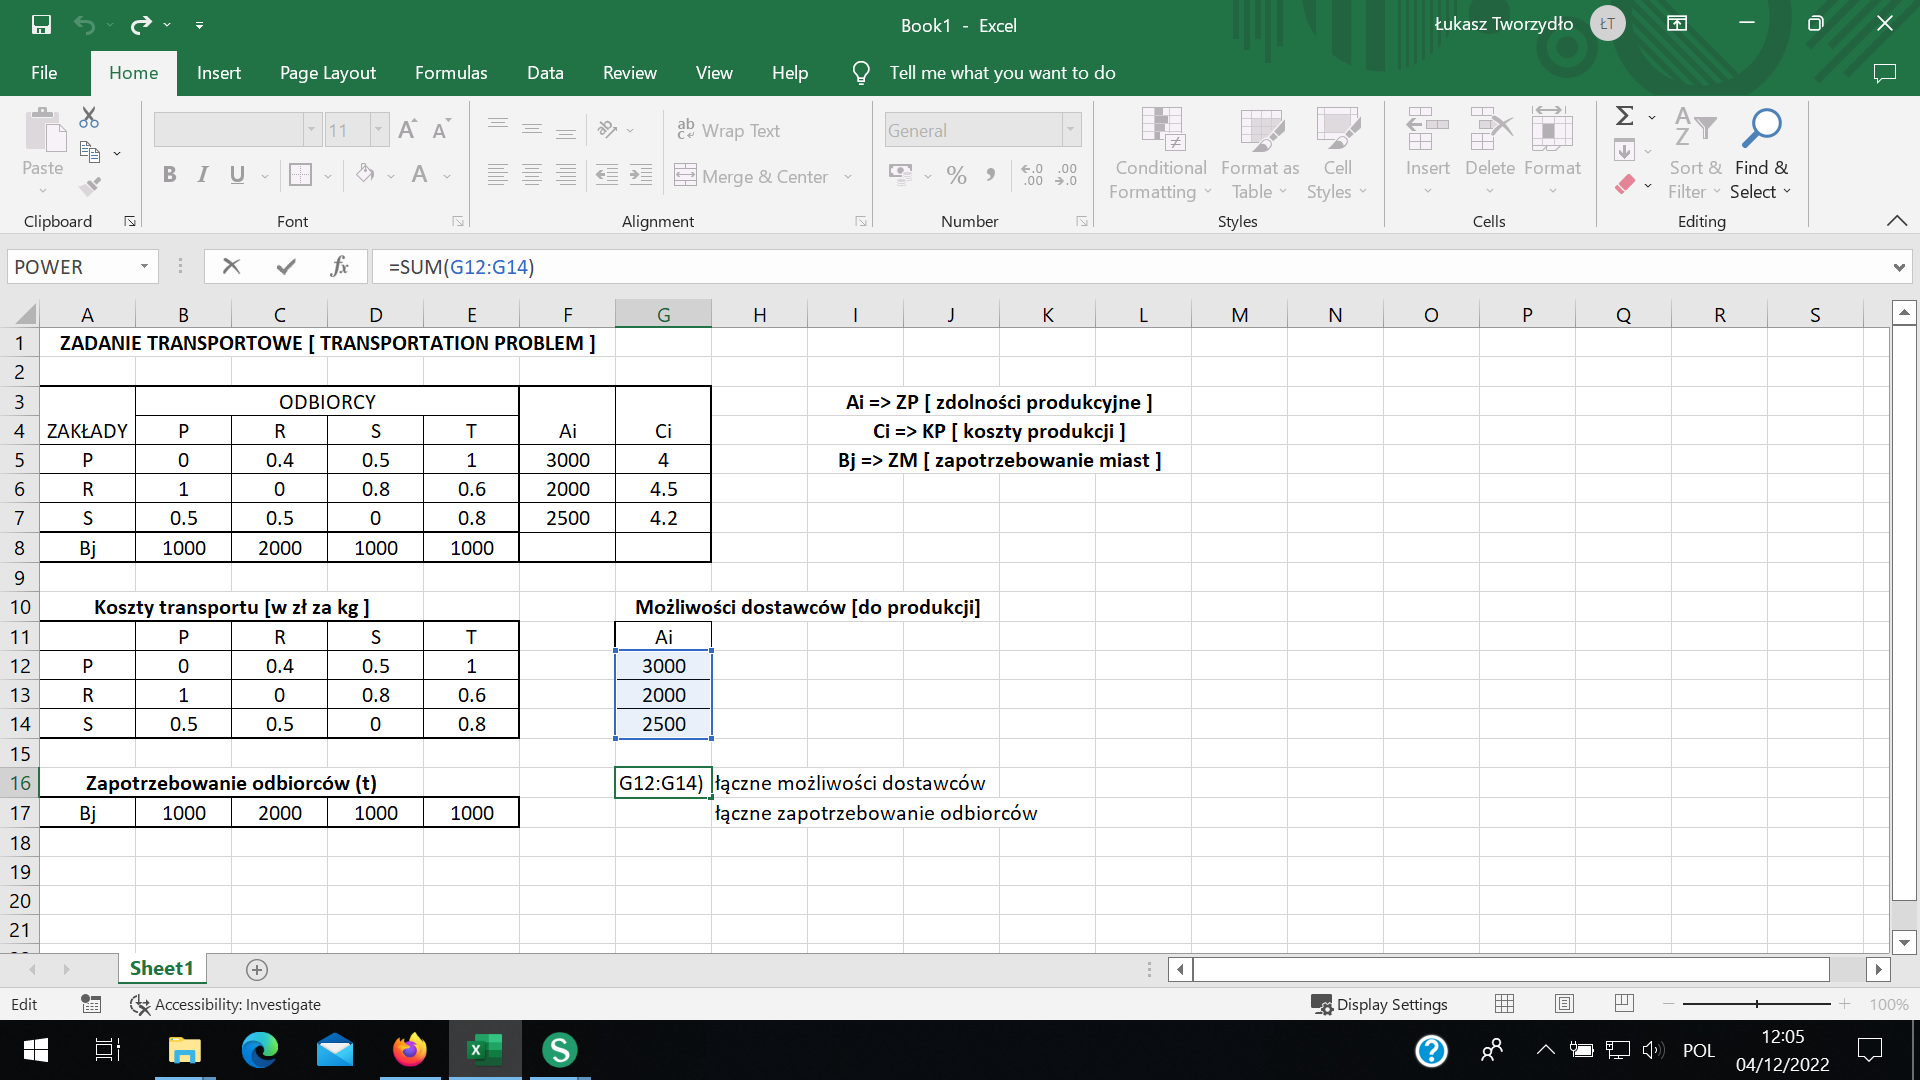 Book1 - Excel
Łukasz Tworzydło
ŁT
File Home Insert Page Layout Formulas Data Review View Help Tell me what you want to do
Paste
11
Wrap Text
Merge & Center
General
Conditional Formatting
Format as Table
Cell Styles
Insert
Delete
Format
Sort & Filter
Find & Select
Clipboard Font Alignment Number Styles Cells Editing
POWER =SUM(G12:G14)
A B C D E F G H I J K L M N O P Q R S
1 ZADANIE TRANSPORTOWE [ TRANSPORTATION PROBLEM ]
2
3 ODBIORCY Ai => ZP [ zdolności produkcyjne ]
4 ZAKŁADY P R S T Ai Ci Ci => KP [ koszty produkcji ]
5 P 0 0.4 0.5 1 3000 4 Bj => ZM [ zapotrzebowanie miast ]
6 R 1 0 0.8 0.6 2000 4.5
7 S 0.5 0.5 0 0.8 2500 4.2
8 Bj 1000 2000 1000 1000
9
10 Koszty transportu [w zł za kg ] Możliwości dostawców [do produkcji]
11 P R S T Ai
12 P 0 0.4 0.5 1 3000
13 R 1 0 0.8 0.6 2000
14 S 0.5 0.5 0 0.8 2500
15
16 Zapotrzebowanie odbiorców (t) G12:G14) łączne możliwości dostawców
17 Bj 1000 2000 1000 1000 łączne zapotrzebowanie odbiorców
18
19
20
21
Sheet1
Edit Accessibility: Investigate Display Settings 100%
POL
12:05
04/12/2022